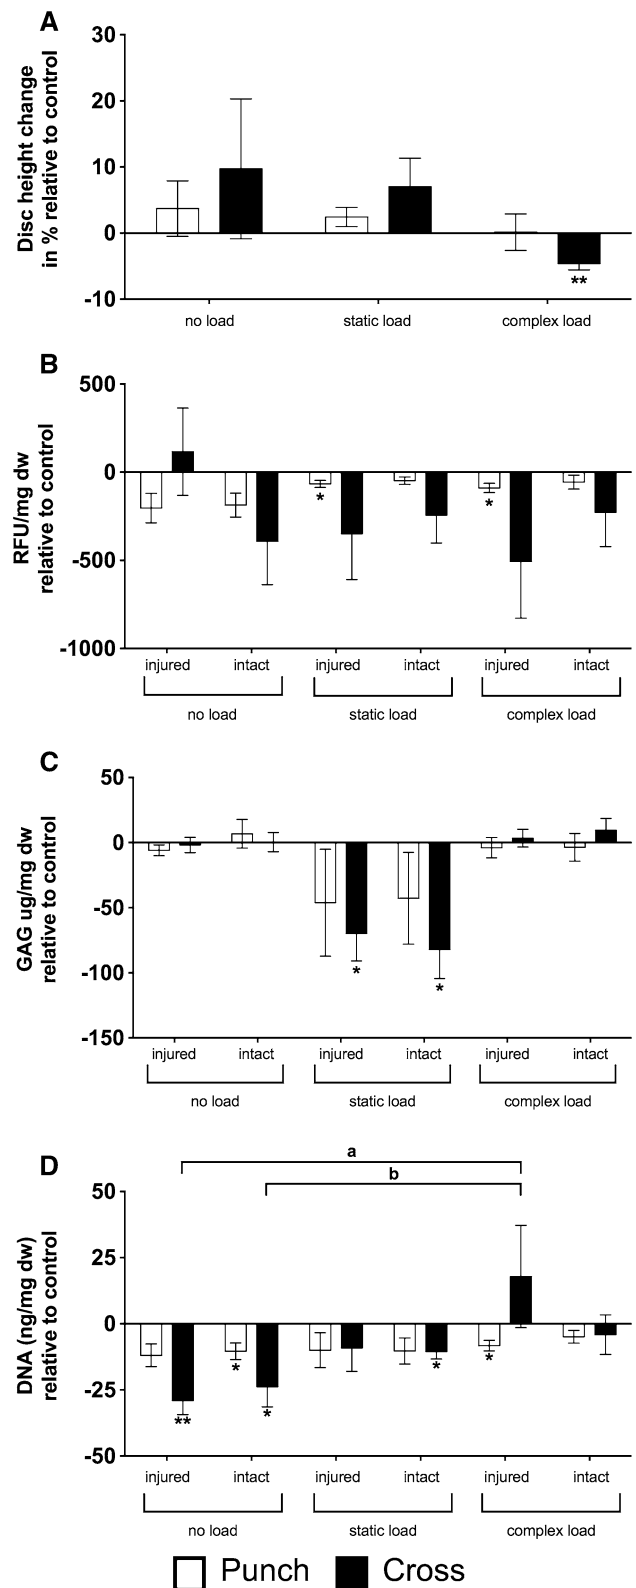 A
Disc height change
in % relative to control
30
20
10
0
-10
**
no load
static load
complex load
B
RFU/mg dw
relative to control
500
0
-500
-1000
*
*
injured
intact
injured
intact
injured
intact
no load
static load
complex load
C
GAG ug/mg dw
relative to control
50
0
-50
-100
-150
*
*
injured
intact
injured
intact
injured
intact
no load
static load
complex load
D
a
b
DNA (ng/mg dw)
relative to control
50
25
0
-25
-50
**
*
*
*
*
injured
intact
injured
intact
injured
intact
no load
static load
complex load
Punch
Cross